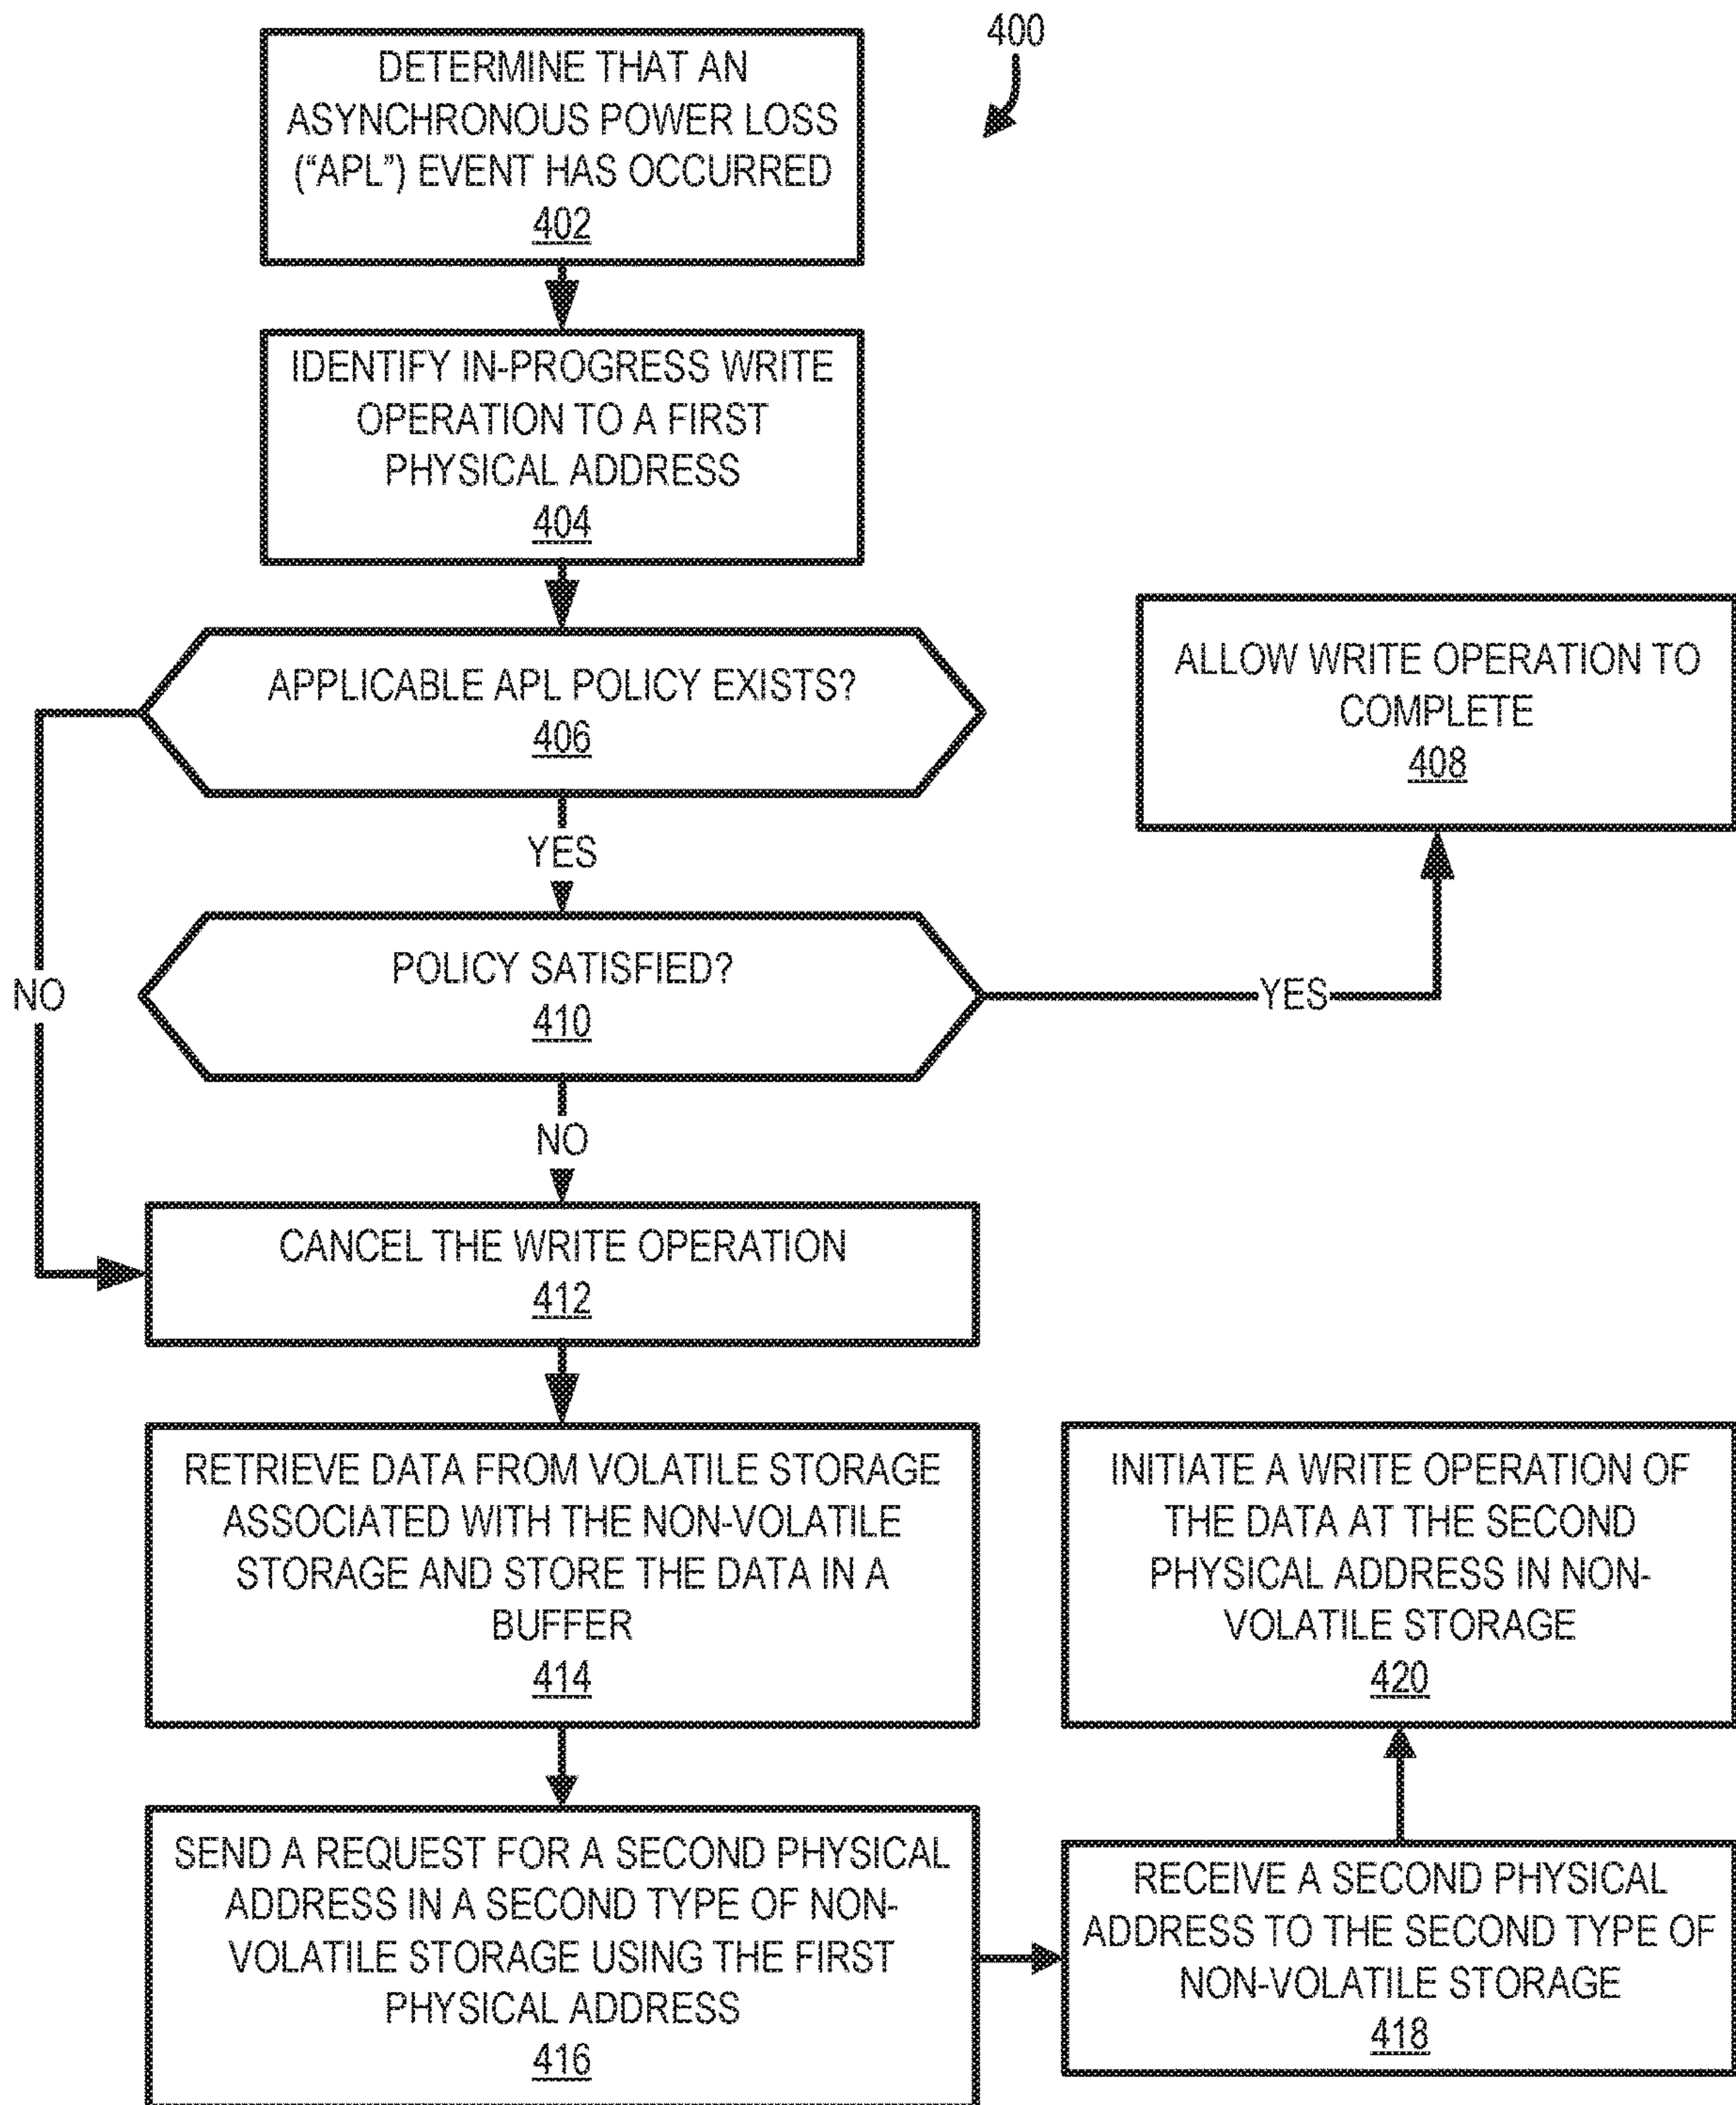 400
DETERMINE THAT AN
ASYNCHRONOUS POWER LOSS
(“APL”) EVENT HAS OCCURRED
402
IDENTIFY IN-PROGRESS WRITE
OPERATION TO A FIRST
PHYSICAL ADDRESS
404
APPLICABLE APL POLICY EXISTS?
406
ALLOW WRITE OPERATION TO
COMPLETE
408
YES
POLICY SATISFIED?
410
YES
NO
NO
CANCEL THE WRITE OPERATION
412
RETRIEVE DATA FROM VOLATILE STORAGE
ASSOCIATED WITH THE NON-VOLATILE
STORAGE AND STORE THE DATA IN A
BUFFER
414
SEND A REQUEST FOR A SECOND PHYSICAL
ADDRESS IN A SECOND TYPE OF NON-
VOLATILE STORAGE USING THE FIRST
PHYSICAL ADDRESS
416
RECEIVE A SECOND PHYSICAL
ADDRESS TO THE SECOND TYPE OF
NON-VOLATILE STORAGE
418
INITIATE A WRITE OPERATION OF
THE DATA AT THE SECOND
PHYSICAL ADDRESS IN NON-
VOLATILE STORAGE
420